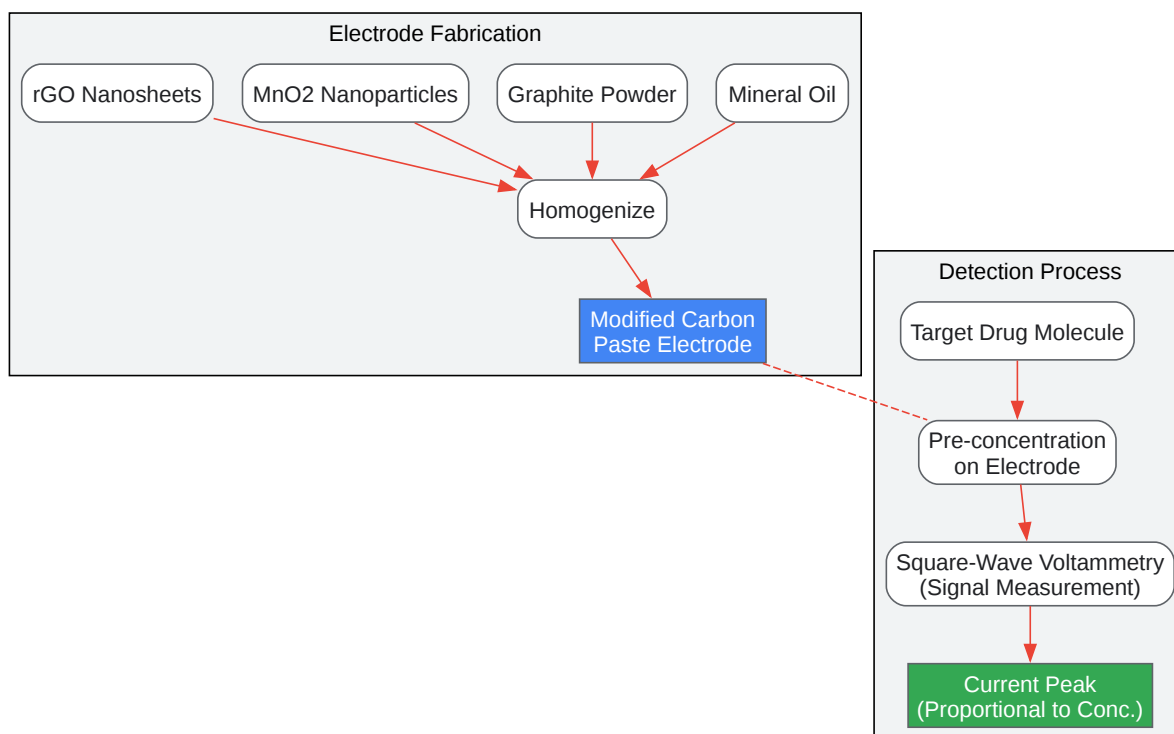 Electrode Fabrication
rGO Nanosheets
MnO2 Nanoparticles
Graphite Powder
Mineral Oil
Homogenize
Modified Carbon
Paste Electrode
Detection Process
Target Drug Molecule
Pre-concentration
on Electrode
Square-Wave Voltammetry
(Signal Measurement)
Current Peak
(Proportional to Conc.)